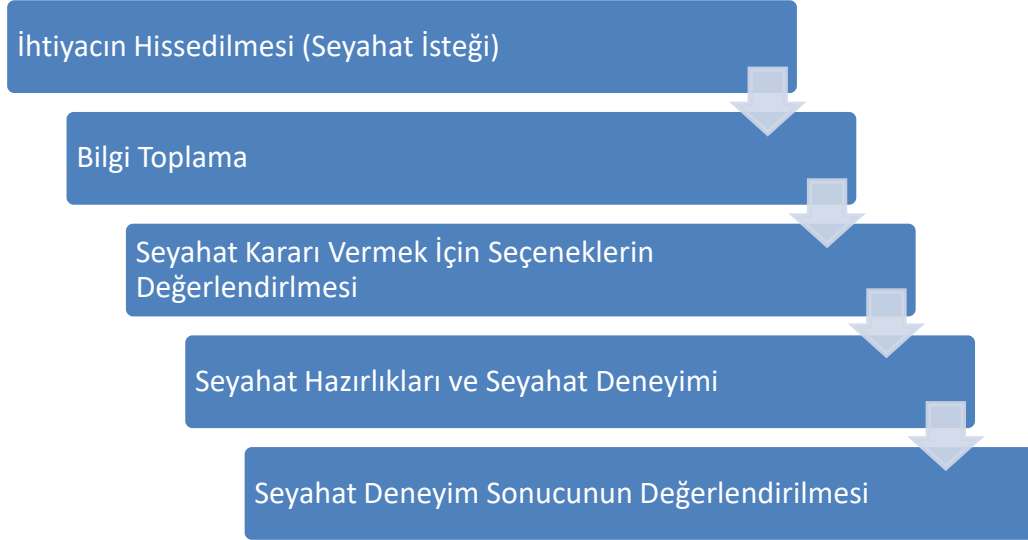 İhtiyacın Hissedilmesi (Seyahat İsteği)
Bilgi Toplama
Seyahat Kararı Vermek İçin Seçeneklerin
Değerlendirlmesi
Seyahat Hazırlıkları ve Seyahat Deneyimi
Seyahat Deneyim Sonucunun Değerlendirilmesi